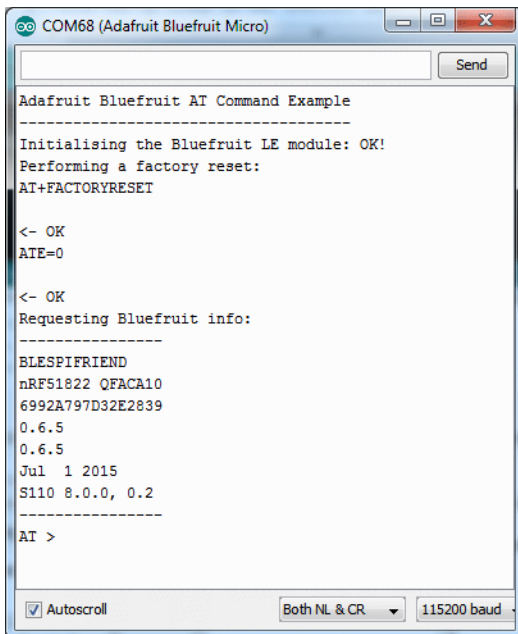 COM68 (Adafruit Bluefruit Micro)
Send
Adafruit Bluefruit AT Command Example
-------------------------------------
Initialising the Bluefruit LE module: OK!
Performing a factory reset:
AT+FACTORYRESET
<- OK
ATE=0
<- OK
Requesting Bluefruit info:
----------------
BLESPIFRIEND
nRF51822 QFACA10
6992A797D32E2839
0.6.5
0.6.5
Jul  1 2015
S110 8.0.0, 0.2
----------------
AT >
Autoscroll
Both NL & CR
115200 baud